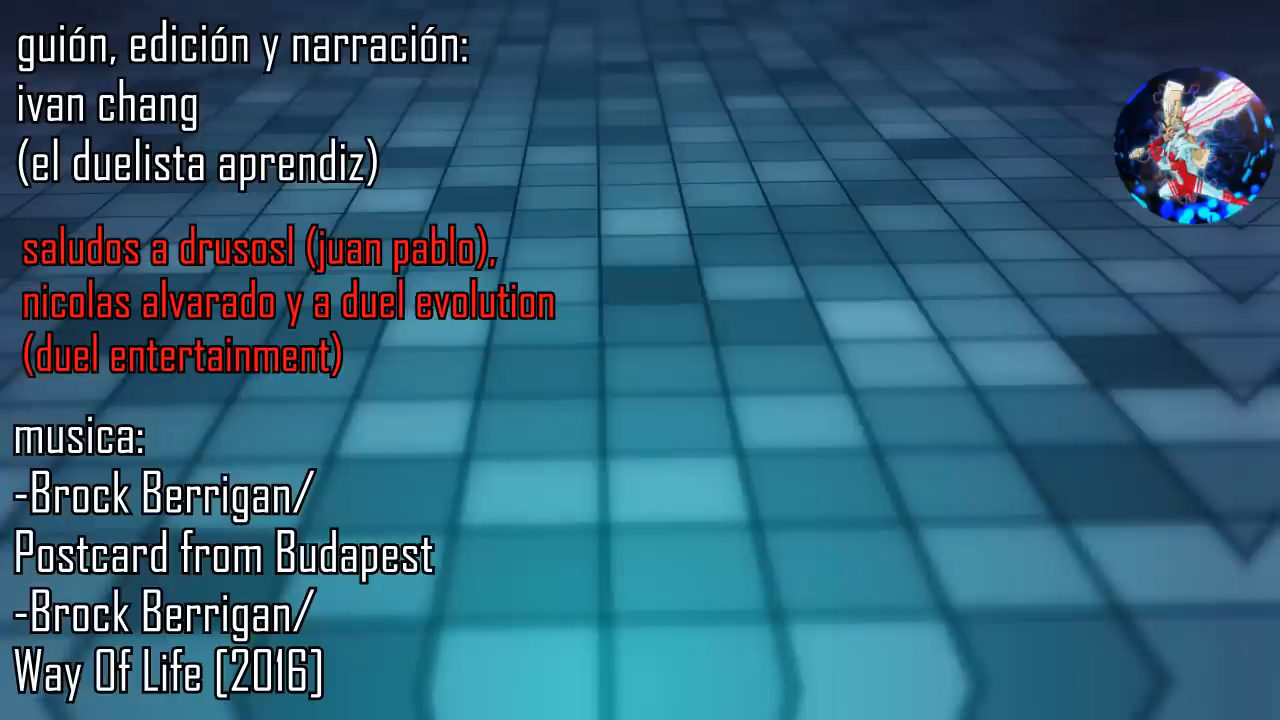 guión, edición y narración:
ivan chang
(el duelista aprendiz)
saludos a drusosl (juan pablo),
nicolas alvarado y a duel evolution
(duel entertainment)
musica:
-Brock Berrigan/
Postcard from Budapest
-Brock Berrigan/
Way Of Life [2016]